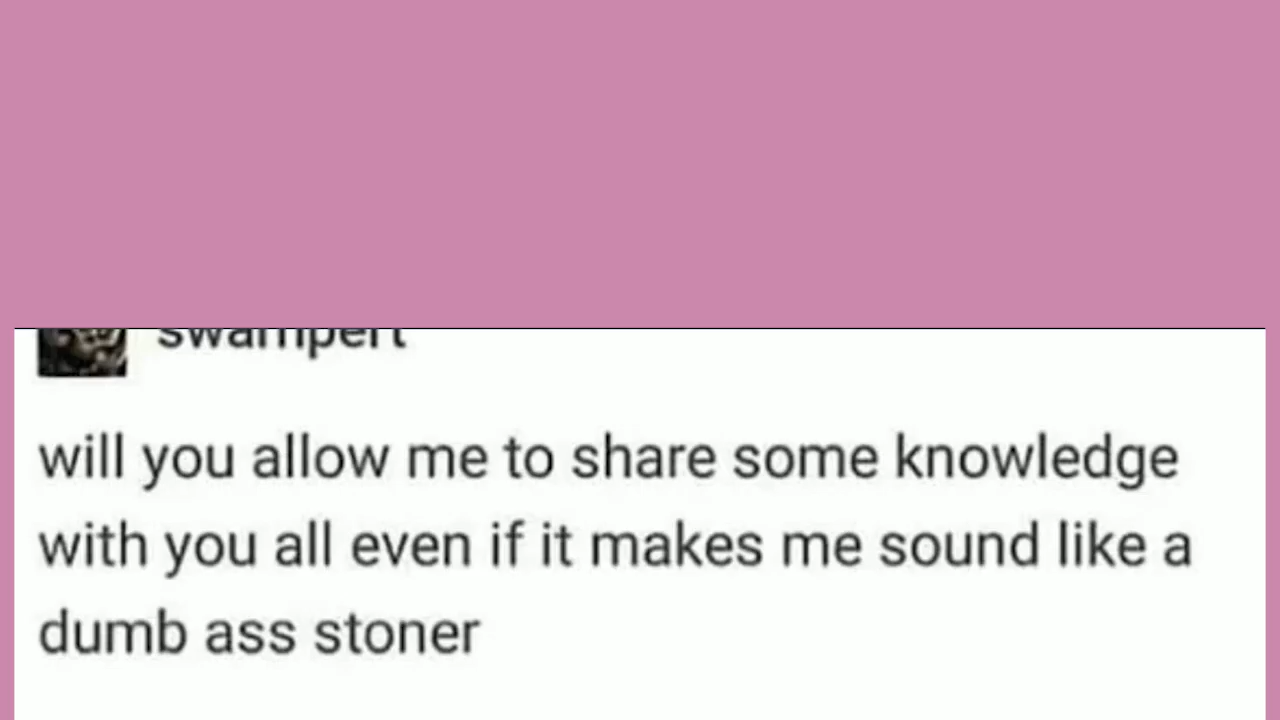 swampert
will you allow me to share some knowledge
with you all even if it makes me sound like a
dumb ass stoner